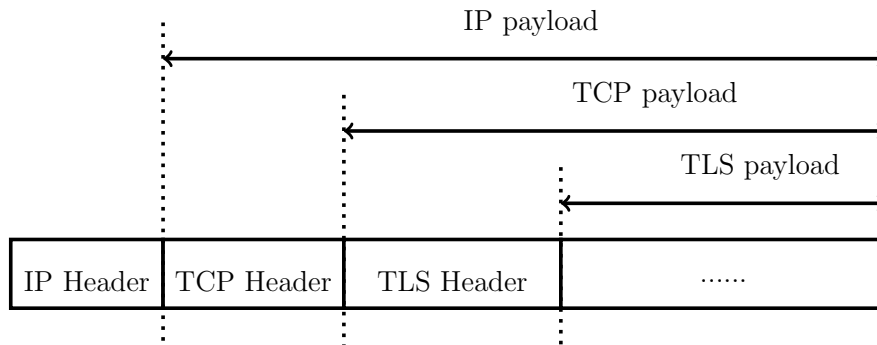 IP payload
TCP payload
TLS payload
IP Header TCP Header TLS Header ......